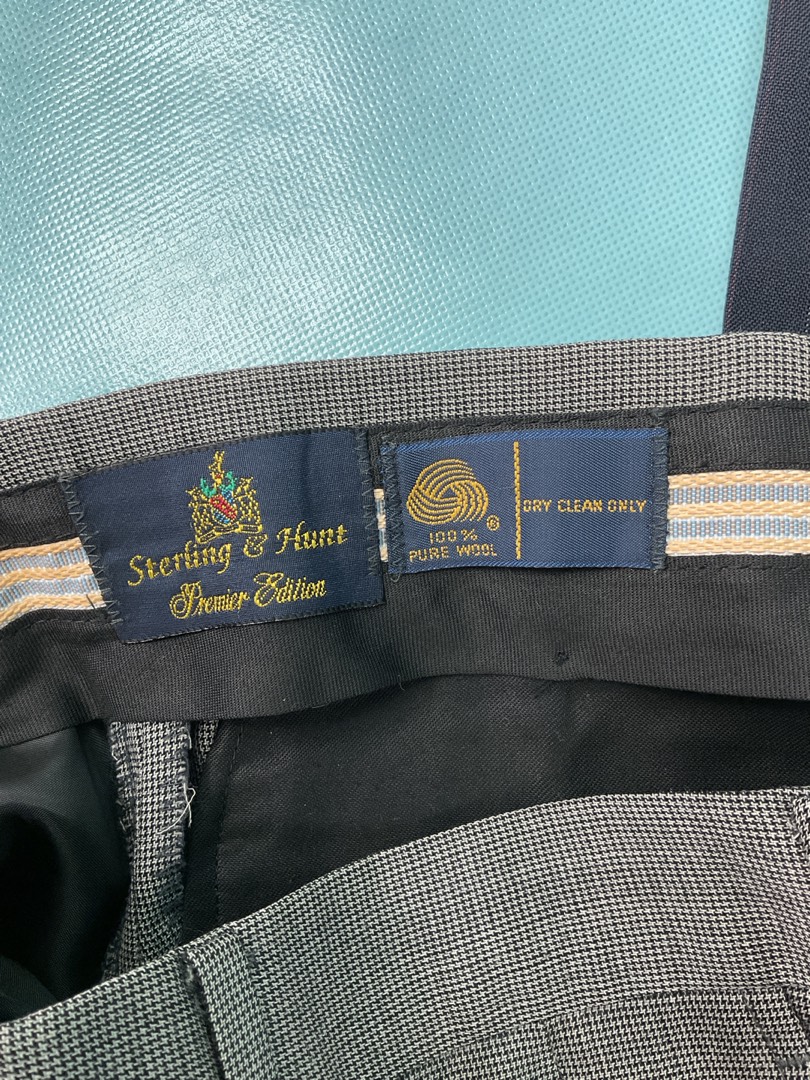 Sterling & Hunt
Premier Edition
®
100%
PURE WOOL
DRY CLEAN ONLY